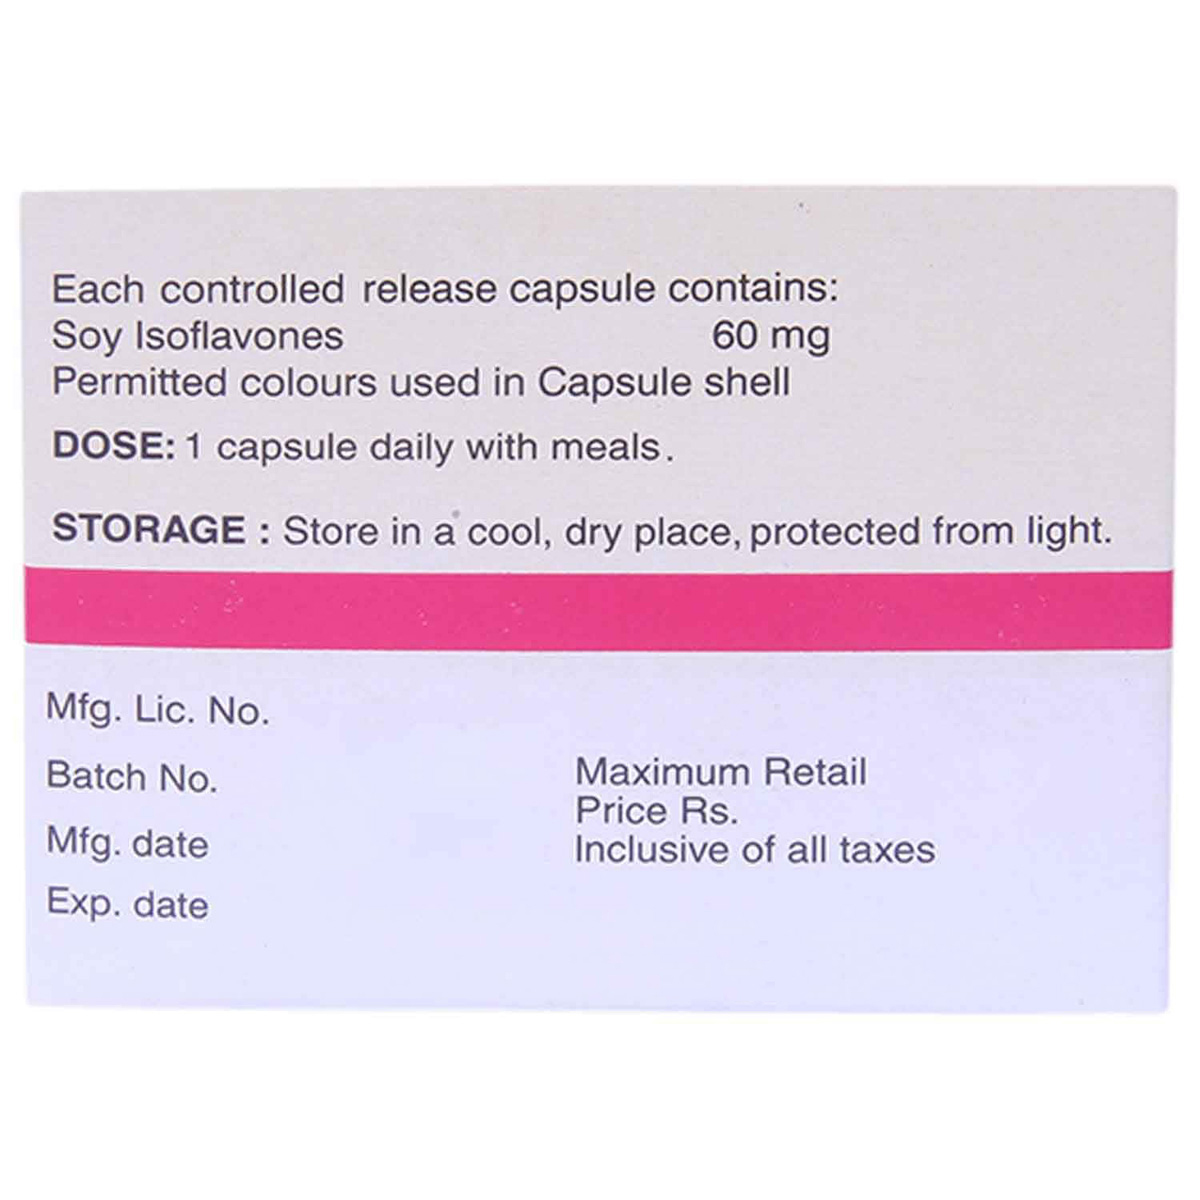 Each controlled release capsule contains:
Soy Isoflavones 60 mg
Permitted colours used in Capsule shell
DOSE: 1 capsule daily with meals.
STORAGE : Store in a cool, dry place, protected from light.
Mfg. Lic. No.
Batch No.
Mfg. date
Exp. date
Maximum Retail
Price Rs.
Inclusive of all taxes